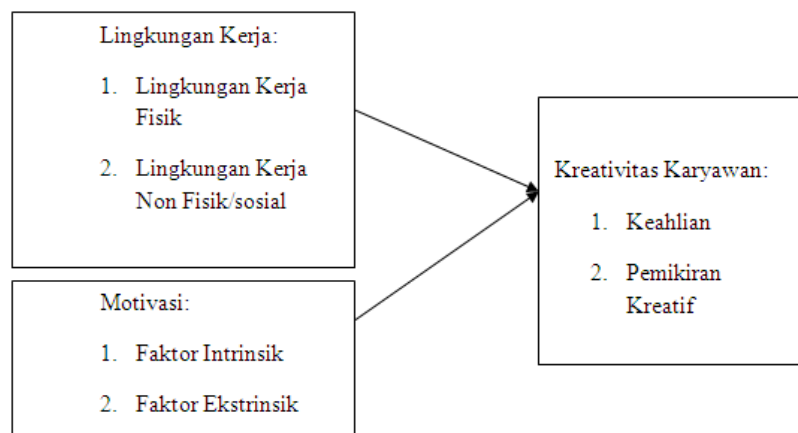 Lingkungan Kerja:
1. Lingkungan Kerja
Fisik
2. Lingkungan Kerja
Non Fisik/sosial
Motivasi:
1. Faktor Intrinsik
2. Faktor Ekstrinsik
Kreativitas Karyawan:
1. Keahlian
2. Pemikiran
Kreatif